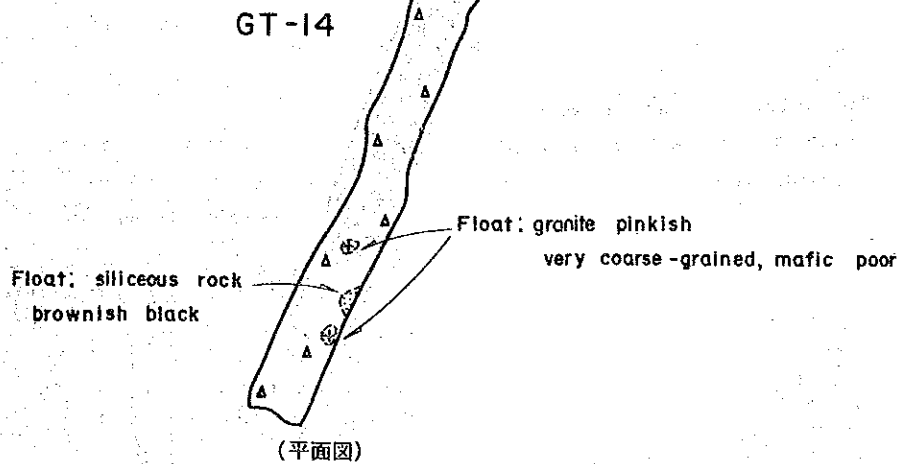 GT-14
Float: granite pinkish
very coarse-grained, mafic poor
Float: siliceous rock
brownish black
(平面図)